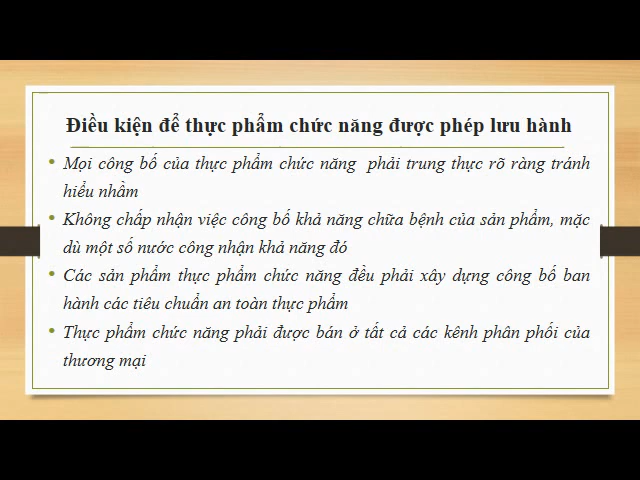 Điều kiện để thực phẩm chức năng được phép lưu hành
• Mọi công bố của thực phẩm chức năng  phải trung thực rõ ràng tránh
hiểu nhầm
• Không chấp nhận việc công bố khả năng chữa bệnh của sản phẩm, mặc
dù một số nước công nhận khả năng đó
• Các sản phẩm thực phẩm chức năng đều phải xây dựng công bố ban
hành các tiêu chuẩn an toàn thực phẩm
• Thực phẩm chức năng phải được bán ở tất cả các kênh phân phối của
thương mại